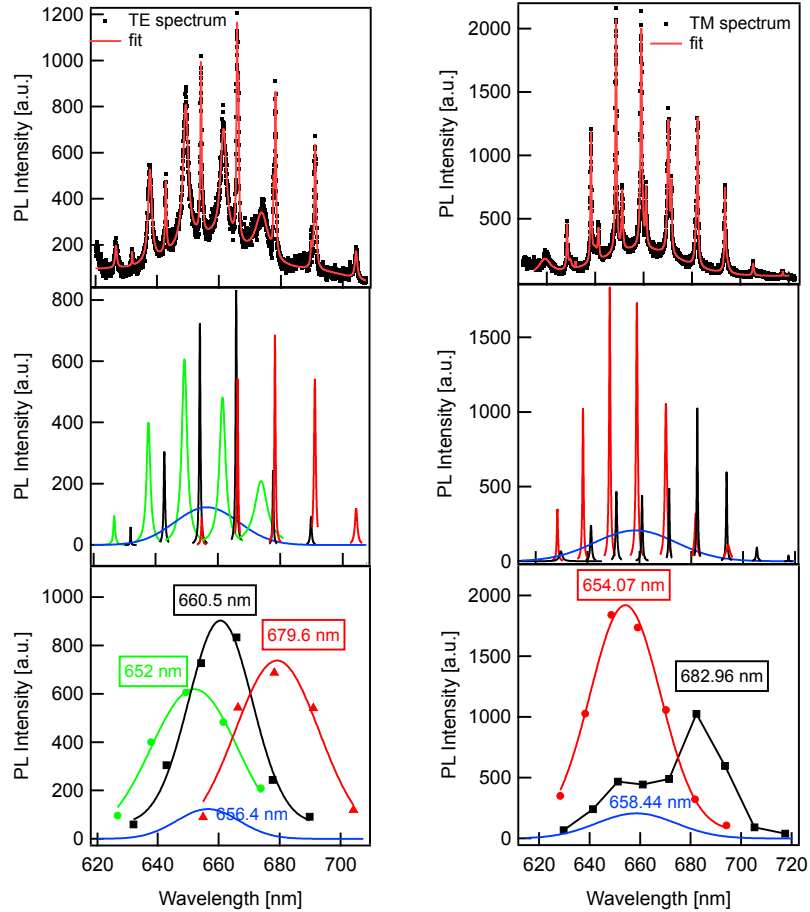 TE spectrum
fit
PL Intensity [a.u.]
1200
1000
800
600
400
200
TM spectrum
fit
PL Intensity [a.u.]
2000
1500
1000
500
PL Intensity [a.u.]
800
600
400
200
0
PL Intensity [a.u.]
1500
1000
500
0
PL Intensity [a.u.]
1000
800
600
400
200
0
660.5 nm
652 nm
679.6 nm
656.4 nm
620
640
660
680
700
Wavelength [nm]
PL Intensity [a.u.]
2000
1500
1000
500
0
654.07 nm
682.96 nm
658.44 nm
620
640
660
680
700
720
Wavelength [nm]